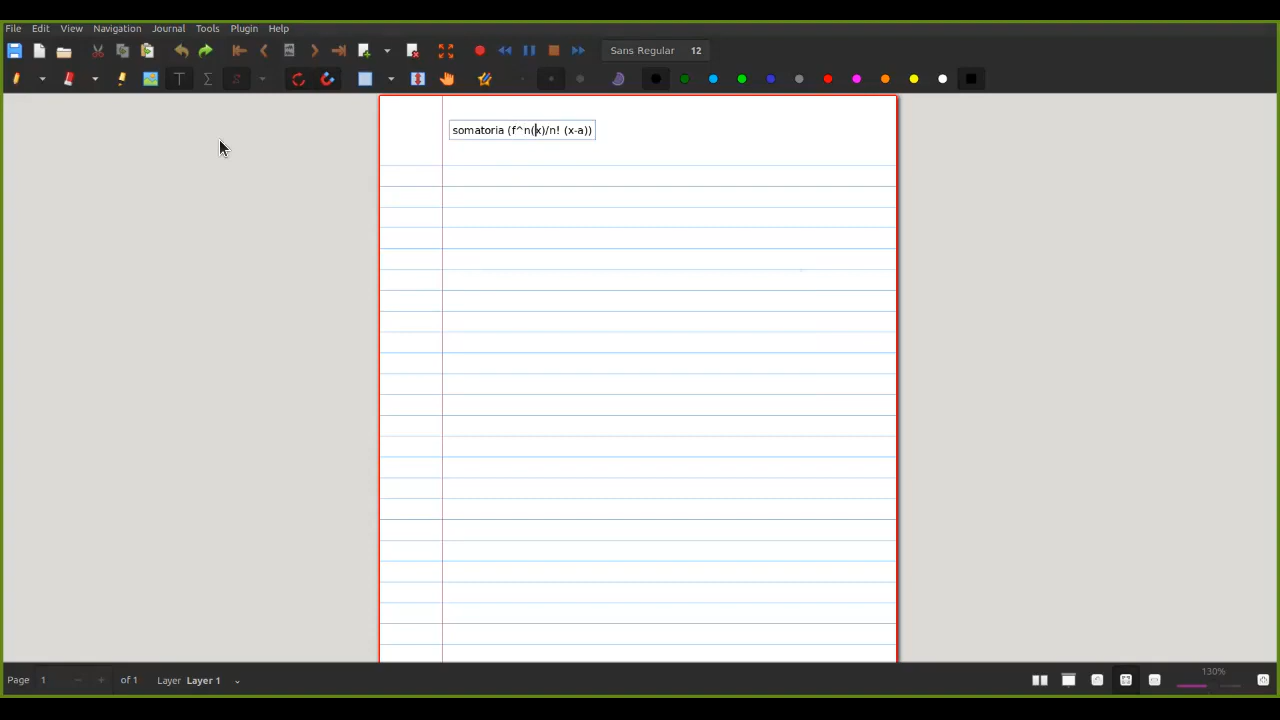 File Edit View Navigation Journal Tools Plugin Help
Sans Regular 12
somatoria (f^n(x)/n! (x-a))
Page 1 of 1 Layer Layer 1 130%